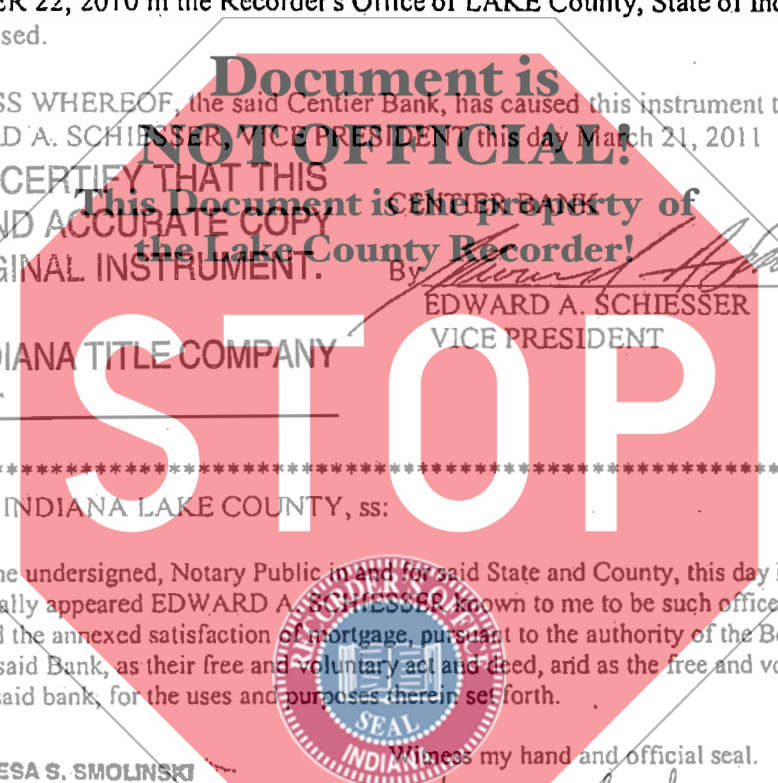 ER 22, 2010 in the Recorder's Office of LAKE County, State of Ind
sed.
Document is
SS WHEREOF, the said Centier Bank, has caused this instrument t
D A. SCHIESSER, VICE PRESIDENT this day March 21, 2011
NOT OFFICIAL!
CERTIFY THAT THIS
This Document is the property of
CENTIER BANK
ND ACCURATE COPY
the Lake County Recorder!
GINAL INSTRUMENT.
By
EDWARD A. SCHIESSER
VICE PRESIDENT
DIANA TITLE COMPANY
STOP
*****************************************************
INDIANA LAKE COUNTY, ss:
ne undersigned, Notary Public in and for said State and County, this day
ally appeared EDWARD A. SCHIESSER known to me to be such office
d the annexed satisfaction of mortgage, pursuant to the authority of the B
said Bank, as their free and voluntary act and deed, and as the free and vo
said bank, for the uses and purposes therein set forth.
RECORDER'S OFFICE
SEAL
INDIANA
Witness my hand and official seal.
ESA S. SMOLINSKI